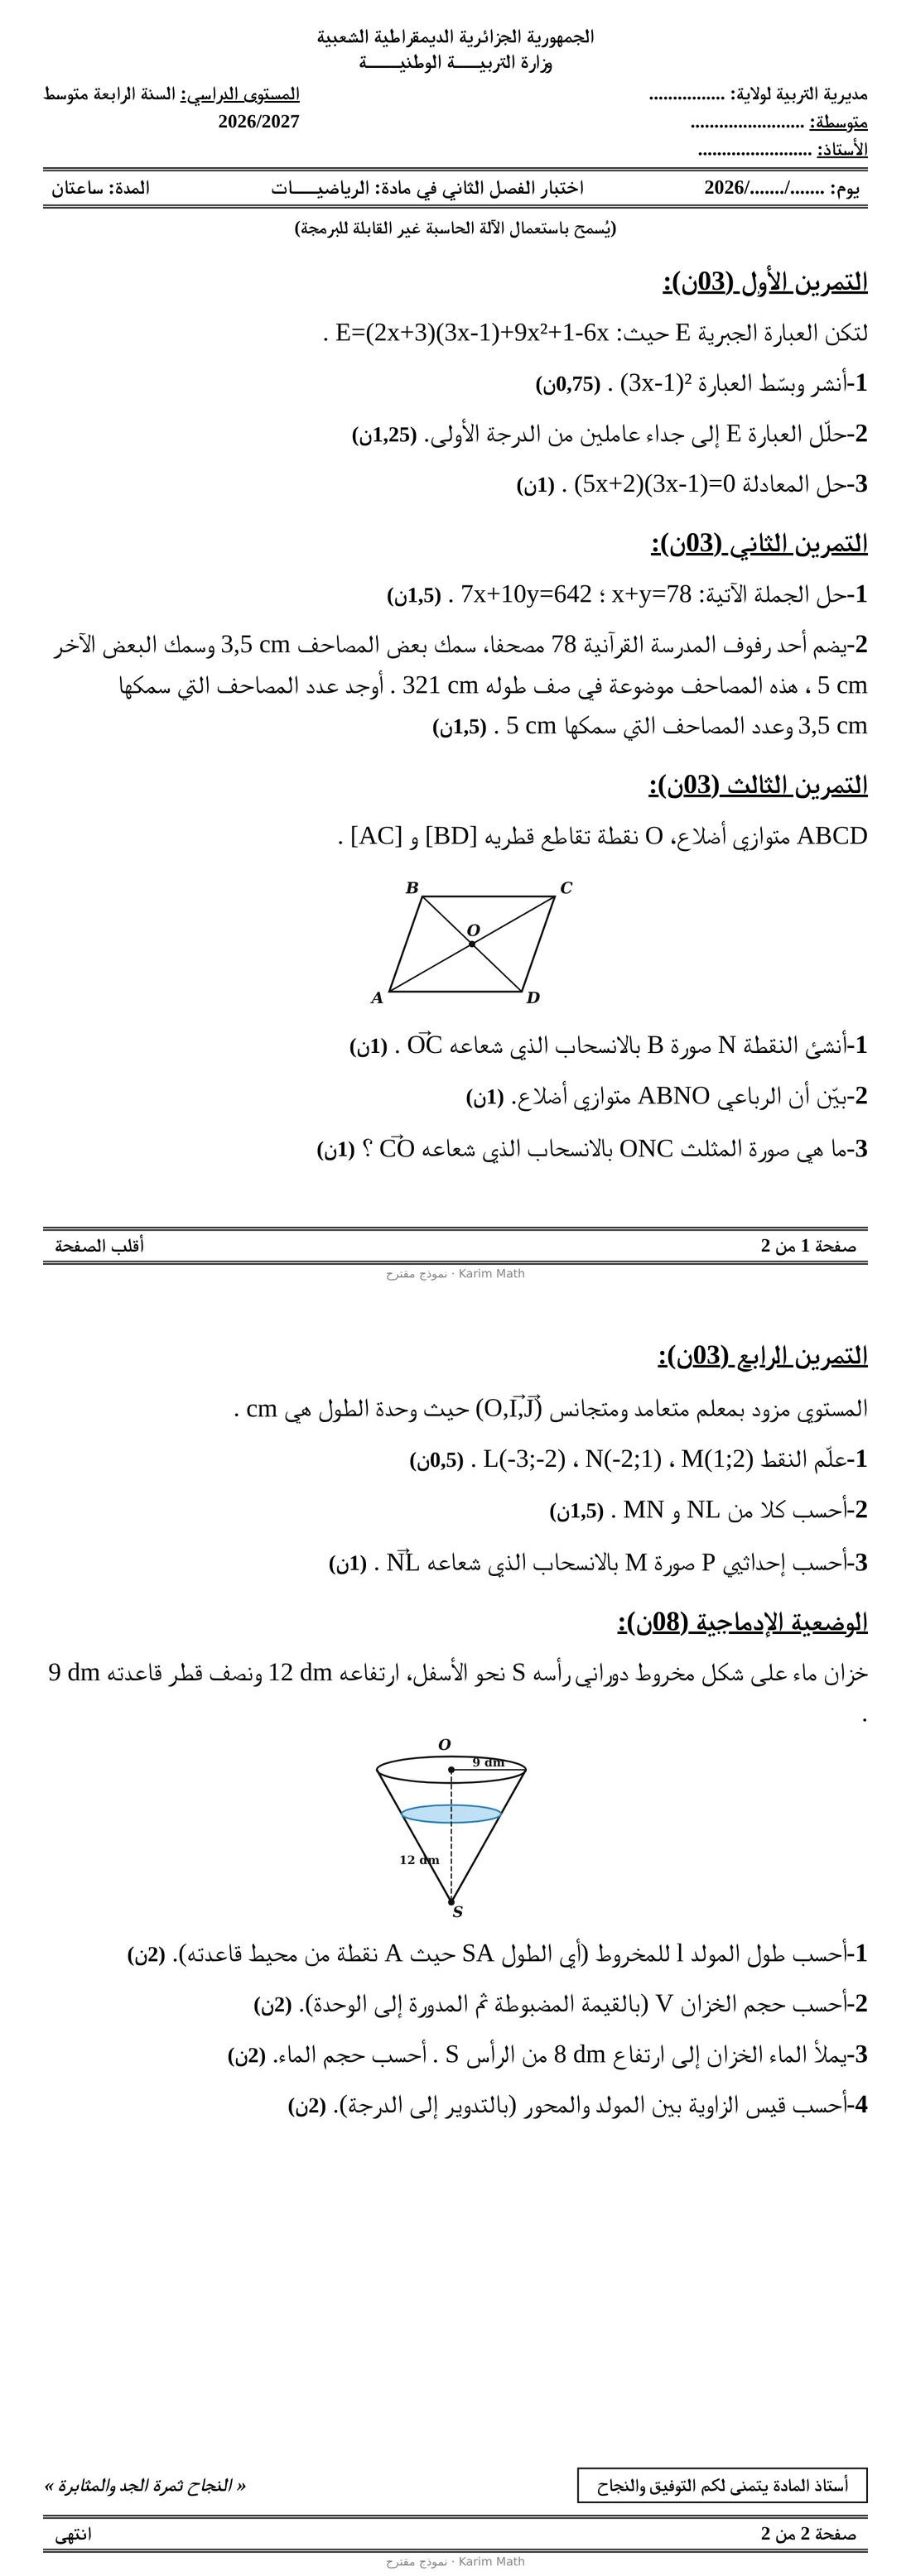 الجمهورية الجزائرية الديمقراطية الشعبية
وزارة التربيـــــة الوطنيــــــة
مديرية التربية لولاية: ................
المستوى الدراسي: السنة الرابعة متوسط
متوسطة: ........................
2026/2027
الأستاذ: ........................
يوم: ......./......./2026
اختبار الفصل الثاني في مادة: الرياضيـــــات
المدة: ساعتان
(يُسمح باستعمال الآلة الحاسبة غير القابلة للبرمجة)
التمرين الأول (03ن):
لتكن العبارة الجبرية E حيث: E=(2x+3)(3x-1)+9x²+1-6x .
1-أنشر وبسّط العبارة (3x-1)² . (0,75ن)
2-حلّل العبارة E إلى جداء عاملين من الدرجة الأولى. (1,25ن)
3-حل المعادلة (5x+2)(3x-1)=0 . (1ن)
التمرين الثاني (03ن):
1-حل الجملة الآتية: x+y=78 ؛ 7x+10y=642 . (1,5ن)
2-يضم أحد رفوف المدرسة القرآنية 78 مصحفا، سمك بعض المصاحف 3,5 cm وسمك البعض الآخر
5 cm ، هذه المصاحف موضوعة في صف طوله 321 cm . أوجد عدد المصاحف التي سمكها
3,5 cm وعدد المصاحف التي سمكها 5 cm . (1,5ن)
التمرين الثالث (03ن):
ABCD متوازي أضلاع، O نقطة تقاطع قطريه [BD] و [AC] .
B
C
O
A
D
1-أنشئ النقطة N صورة B بالانسحاب الذي شعاعه O⃗C . (1ن)
2-بيّن أن الرباعي ABNO متوازي أضلاع. (1ن)
3-ما هي صورة المثلث ONC بالانسحاب الذي شعاعه C⃗O ؟ (1ن)
صفحة 1 من 2
أقلب الصفحة
نموذج مقترح · Karim Math
التمرين الرابع (03ن):
المستوي مزود بمعلم متعامد ومتجانس (O,I⃗,J⃗) حيث وحدة الطول هي cm .
1-علّم النقط M(1;2) ، N(-2;1) ، L(-3;-2) . (0,5ن)
2-أحسب كلا من NL و MN . (1,5ن)
3-أحسب إحداثيي P صورة M بالانسحاب الذي شعاعه N⃗L . (1ن)
الوضعية الإدماجية (08ن):
خزان ماء على شكل مخروط دوراني رأسه S نحو الأسفل، ارتفاعه 12 dm ونصف قطر قاعدته 9 dm
.
O
9 dm
12 dm
S
1-أحسب طول المولد l للمخروط (أي الطول SA حيث A نقطة من محيط قاعدته). (2ن)
2-أحسب حجم الخزان V (بالقيمة المضبوطة ثم المدورة إلى الوحدة). (2ن)
3-يملأ الماء الخزان إلى ارتفاع 8 dm من الرأس S . أحسب حجم الماء. (2ن)
4-أحسب قيس الزاوية بين المولد والمحور (بالتدوير إلى الدرجة). (2ن)
أستاذ المادة يتمنى لكم التوفيق والنجاح
« النجاح ثمرة الجد والمثابرة »
صفحة 2 من 2
انتهى
نموذج مقترح · Karim Math